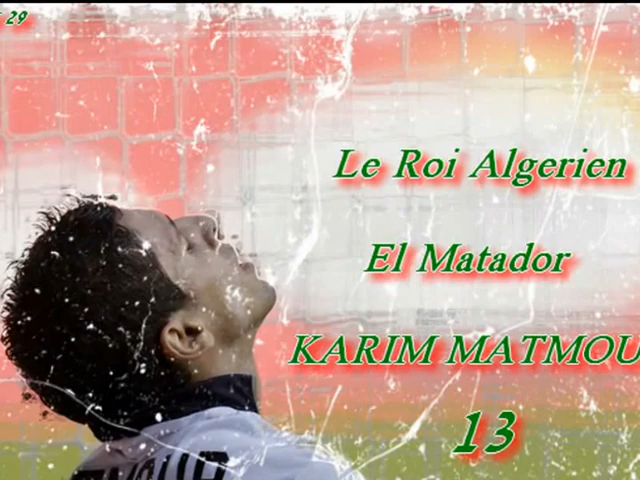 29
Le Roi Algerien
El Matador
KARIM MATMOU
13